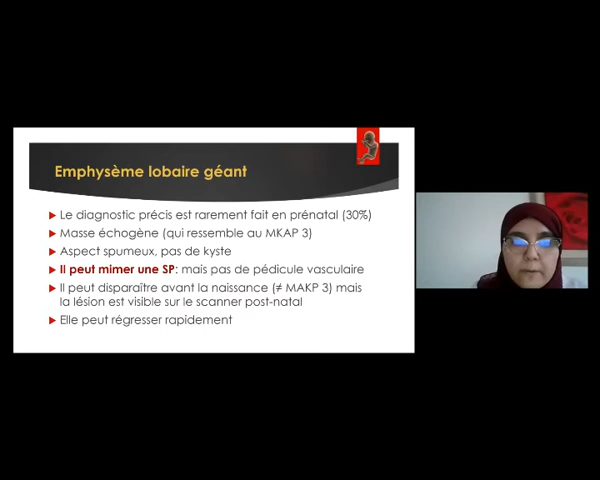 Emphysème lobaire géant
Le diagnostic précis est rarement fait en prénatal (30%)
Masse échogène (qui ressemble au MKAP 3)
Aspect spumeux, pas de kyste
Il peut mimer une SP: mais pas de pédicule vasculaire
Il peut disparaître avant la naissance (≠ MAKP 3) mais
la lésion est visible sur le scanner post-natal
Elle peut régresser rapidement